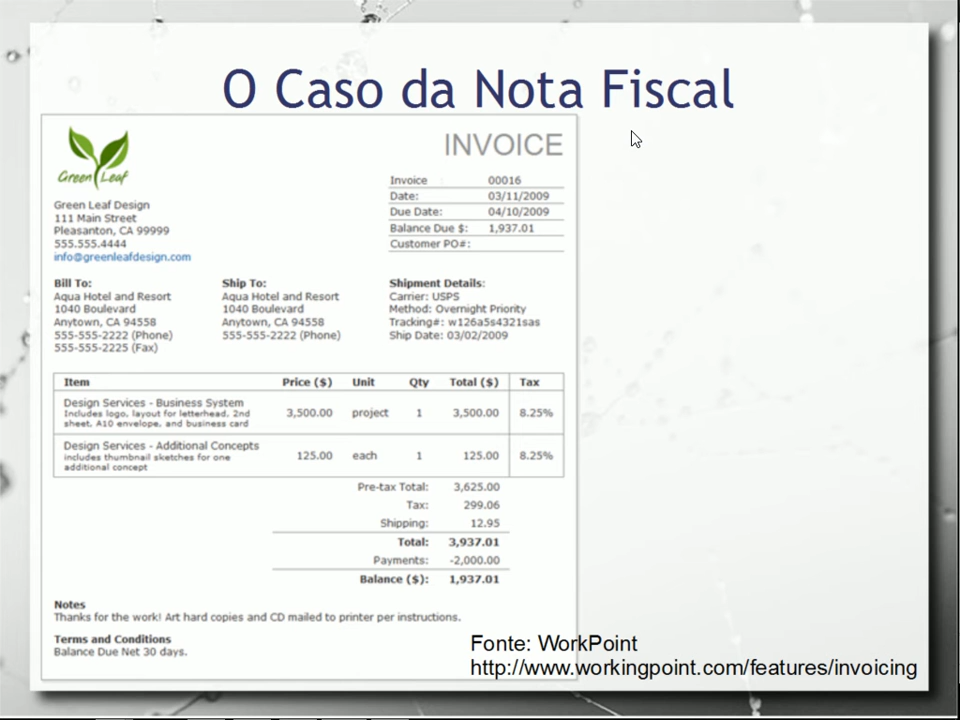 O Caso da Nota Fiscal
INVOICE
Green Leaf
Invoice 00016
Date: 03/11/2009
Due Date: 04/10/2009
Balance Due $: 1,937.01
Customer PO#:
Green Leaf Design
111 Main Street
Pleasanton, CA 99999
555.555.4444
info@greenleafdesign.com
Bill To:
Aqua Hotel and Resort
1040 Boulevard
Anytown, CA 94558
555-555-2222 (Phone)
555-555-2225 (Fax)
Ship To:
Aqua Hotel and Resort
1040 Boulevard
Anytown, CA 94558
555-555-2222 (Phone)
Shipment Details:
Carrier: USPS
Method: Overnight Priority
Tracking#: w126a5s4321sas
Ship Date: 03/02/2009
Item Price ($) Unit Qty Total ($) Tax
Design Services - Business System
Includes logo, layout for letterhead, 2nd
sheet, A10 envelope, and business card
3,500.00 project 1 3,500.00 8.25%
Design Services - Additional Concepts
includes thumbnail sketches for one
additional concept
125.00 each 1 125.00 8.25%
Pre-tax Total: 3,625.00
Tax: 299.06
Shipping: 12.95
Total: 3,937.01
Payments: -2,000.00
Balance ($): 1,937.01
Notes
Thanks for the work! Art hard copies and CD mailed to printer per instructions.
Terms and Conditions
Balance Due Net 30 days.
Fonte: WorkPoint
http://www.workingpoint.com/features/invoicing